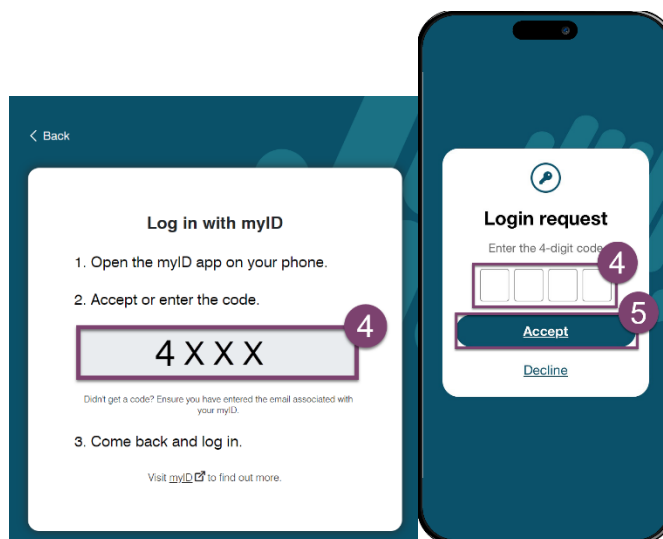 Back
Log in with myID
1. Open the myID app on your phone.
2. Accept or enter the code.
4
4 X X X
Didn't get a code? Ensure you have entered the email associated with
your myID.
3. Come back and log in.
Visit myID to find out more.
Login request
Enter the 4-digit code
4
5
Accept
Decline